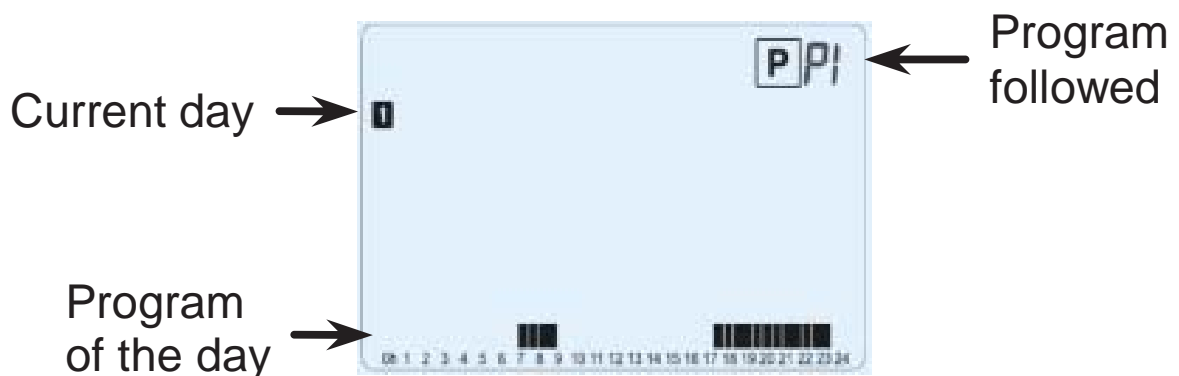 Program
followed
P P1
Current day
1
Program
of the day
0h 1 2 3 4 5 6 7 8 9 10 11 12 13 14 15 16 17 18 19 20 21 22 23 24